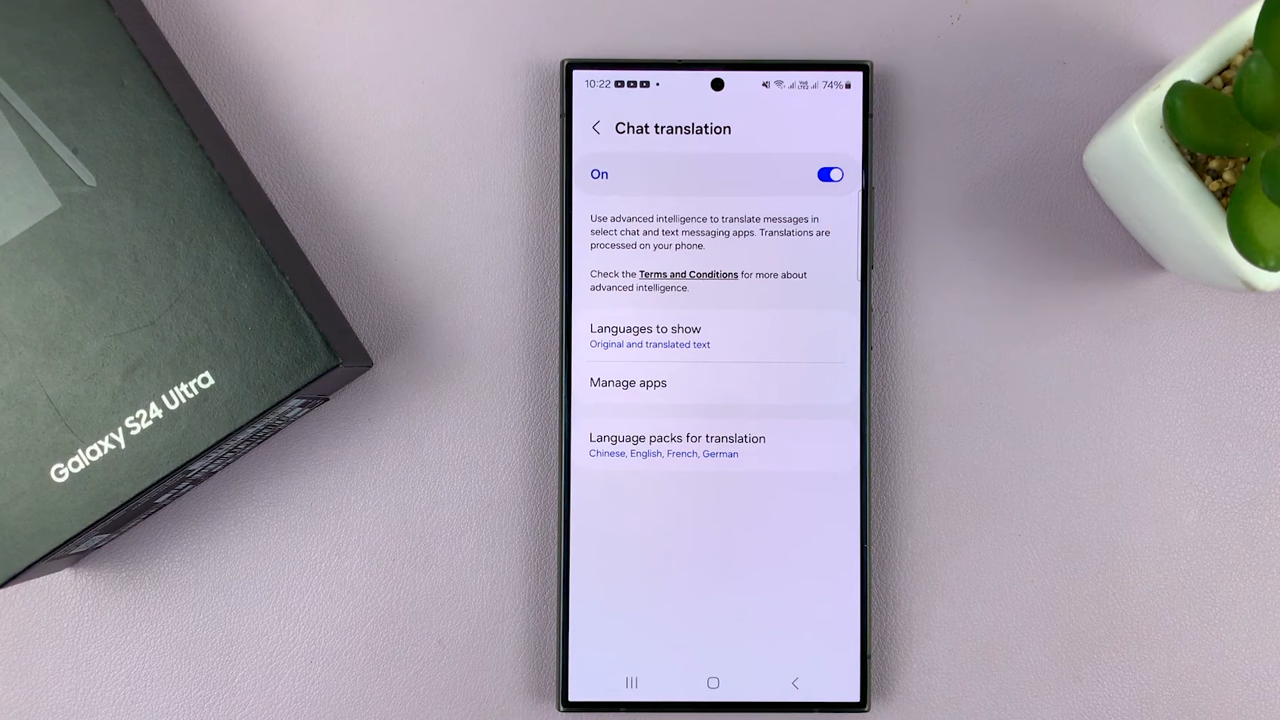 10:22
74%
Chat translation
On
Use advanced intelligence to translate messages in
select chat and text messaging apps. Translations are
processed on your phone.
Check the Terms and Conditions for more about
advanced intelligence.
Languages to show
Original and translated text
Manage apps
Language packs for translation
Chinese, English, French, German
Galaxy S24 Ultra